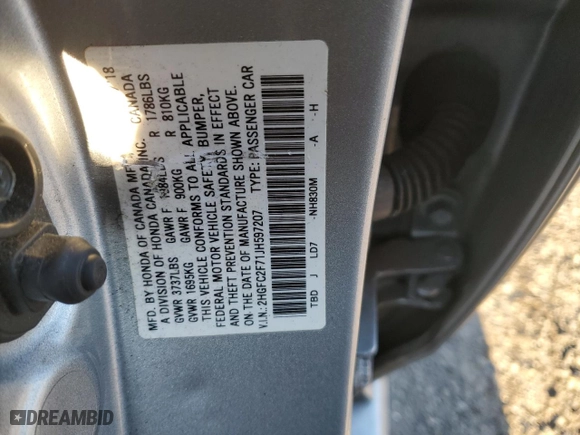 MFD. BY HONDA OF CANADA MFG., 18
A DIVISION OF HONDA CANADA INC. CANADA
GVWR 3737LBS GAWR F R 1786LBS
GVWR 1695KG GAWR F 900KG R 810KG
THIS VEHICLE CONFORMS TO ALL APPLICABLE
FEDERAL MOTOR VEHICLE SAFETY, BUMPER,
AND THEFT PREVENTION STANDARDS IN EFFECT
ON THE DATE OF MANUFACTURE SHOWN ABOVE.
V.I.N.: 2HGFC2F71JH597207 TYPE: PASSENGER CAR
TBD J LD7 -NH830M -A -H
DREAMBID